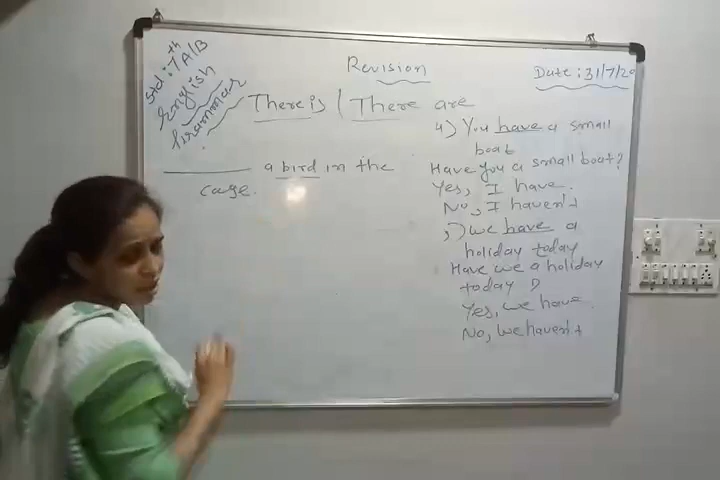 Std: 7th A/B
English
Grammar
Revision
Date: 31/7/20
There is / There are
________ a bird in the
cage.
4) You have a small
boat
Have you a small boat?
Yes, I have.
No, I haven't
5) we have a
holiday today
Have we a holiday
today?
Yes, we have
No, we haven't